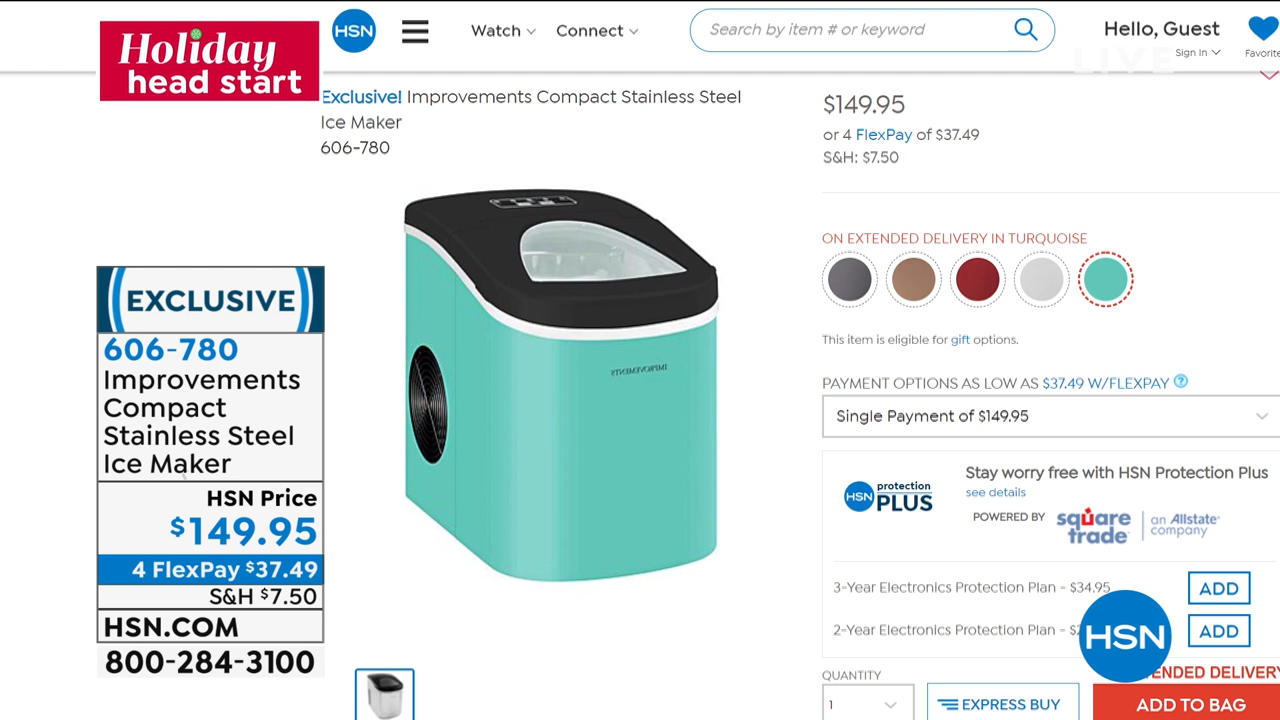 Holiday
head start
HSN
Watch
Connect
Search by item # or keyword
Hello, Guest
Sign In
Favorite
LIVE
Exclusive! Improvements Compact Stainless Steel
Ice Maker
606-780
$149.95
or 4 FlexPay of $37.49
S&H: $7.50
ON EXTENDED DELIVERY IN TURQUOISE
This item is eligible for gift options.
PAYMENT OPTIONS AS LOW AS $37.49 W/FLEXPAY ?
Single Payment of $149.95
HSN protection PLUS
Stay worry free with HSN Protection Plus
see details
POWERED BY square trade an Allstate company
3-Year Electronics Protection Plan - $34.95
ADD
2-Year Electronics Protection Plan - $
ADD
HSN
QUANTITY
1
EXPRESS BUY
ENDED DELIVERY
ADD TO BAG
IMPROVEMENTS
EXCLUSIVE
606-780
Improvements
Compact
Stainless Steel
Ice Maker
HSN Price
$149.95
4 FlexPay $37.49
S&H $7.50
HSN.COM
800-284-3100